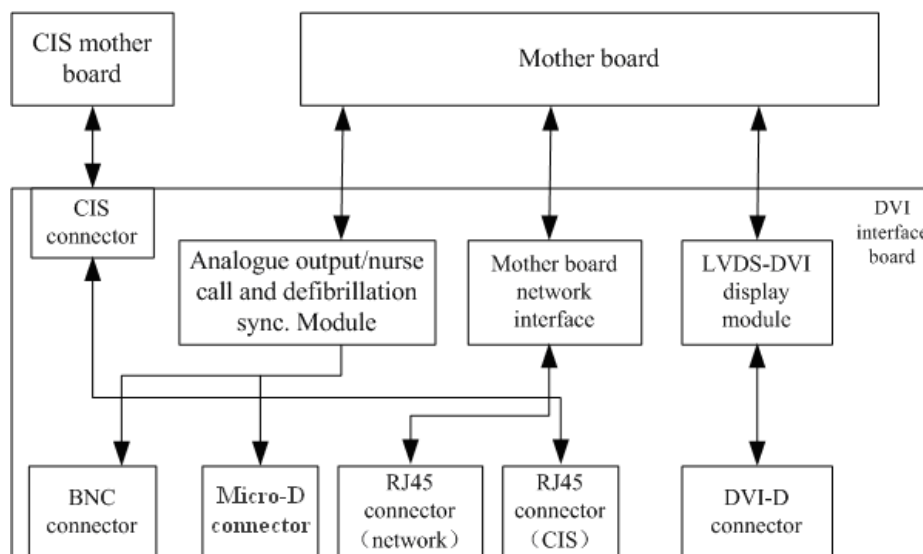 CIS mother
board
Mother board
CIS
connector
DVI
interface
board
Analogue output/nurse
call and defibrillation
sync. Module
Mother board
network
interface
LVDS-DVI
display
module
BNC
connector
Micro-D
connector
RJ45
connector
（network）
RJ45
connector
（CIS）
DVI-D
connector